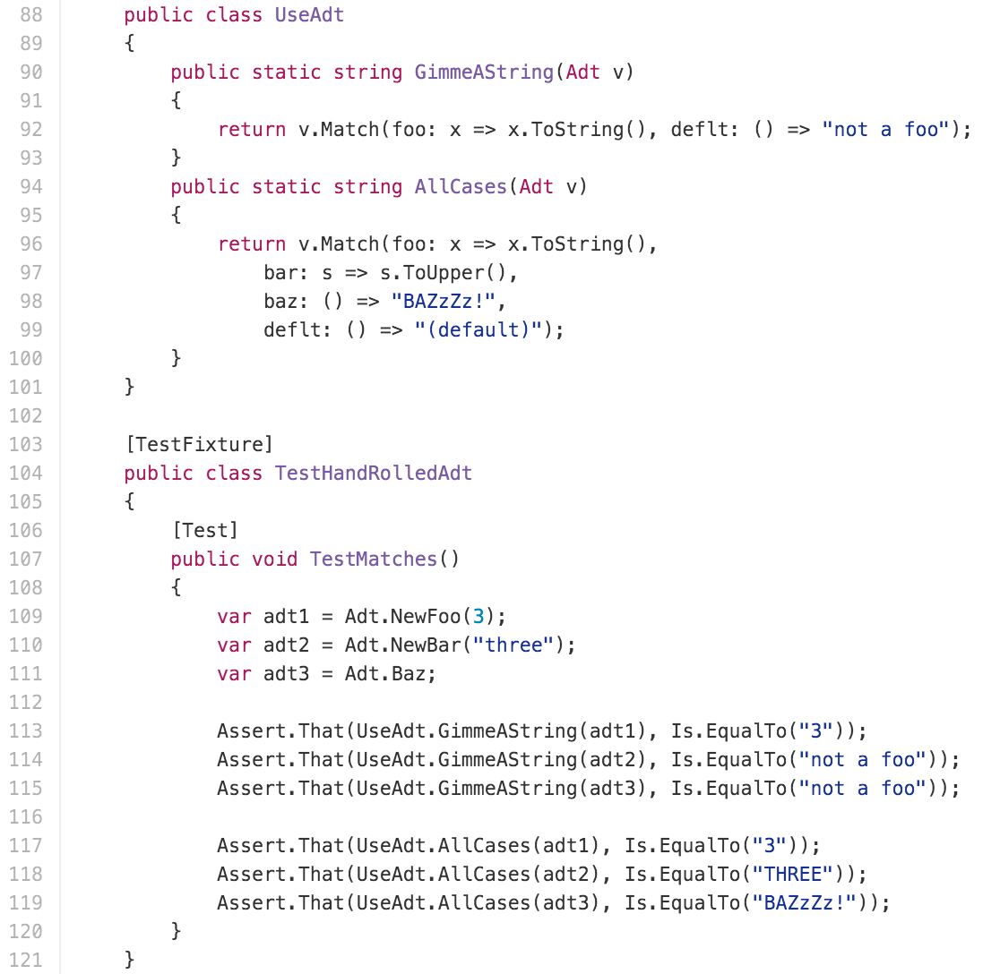 88 public class UseAdt
89 {
90 public static string GimmeAString(Adt v)
91 {
92 return v.Match(foo: x => x.ToString(), deflt: () => "not a foo");
93 }
94 public static string AllCases(Adt v)
95 {
96 return v.Match(foo: x => x.ToString(),
97 bar: s => s.ToUpper(),
98 baz: () => "BAZzZz!",
99 deflt: () => "(default)");
100 }
101 }
102
103 [TestFixture]
104 public class TestHandRolledAdt
105 {
106 [Test]
107 public void TestMatches()
108 {
109 var adt1 = Adt.NewFoo(3);
110 var adt2 = Adt.NewBar("three");
111 var adt3 = Adt.Baz;
112
113 Assert.That(UseAdt.GimmeAString(adt1), Is.EqualTo("3"));
114 Assert.That(UseAdt.GimmeAString(adt2), Is.EqualTo("not a foo"));
115 Assert.That(UseAdt.GimmeAString(adt3), Is.EqualTo("not a foo"));
116
117 Assert.That(UseAdt.AllCases(adt1), Is.EqualTo("3"));
118 Assert.That(UseAdt.AllCases(adt2), Is.EqualTo("THREE"));
119 Assert.That(UseAdt.AllCases(adt3), Is.EqualTo("BAZzZz!"));
120 }
121 }